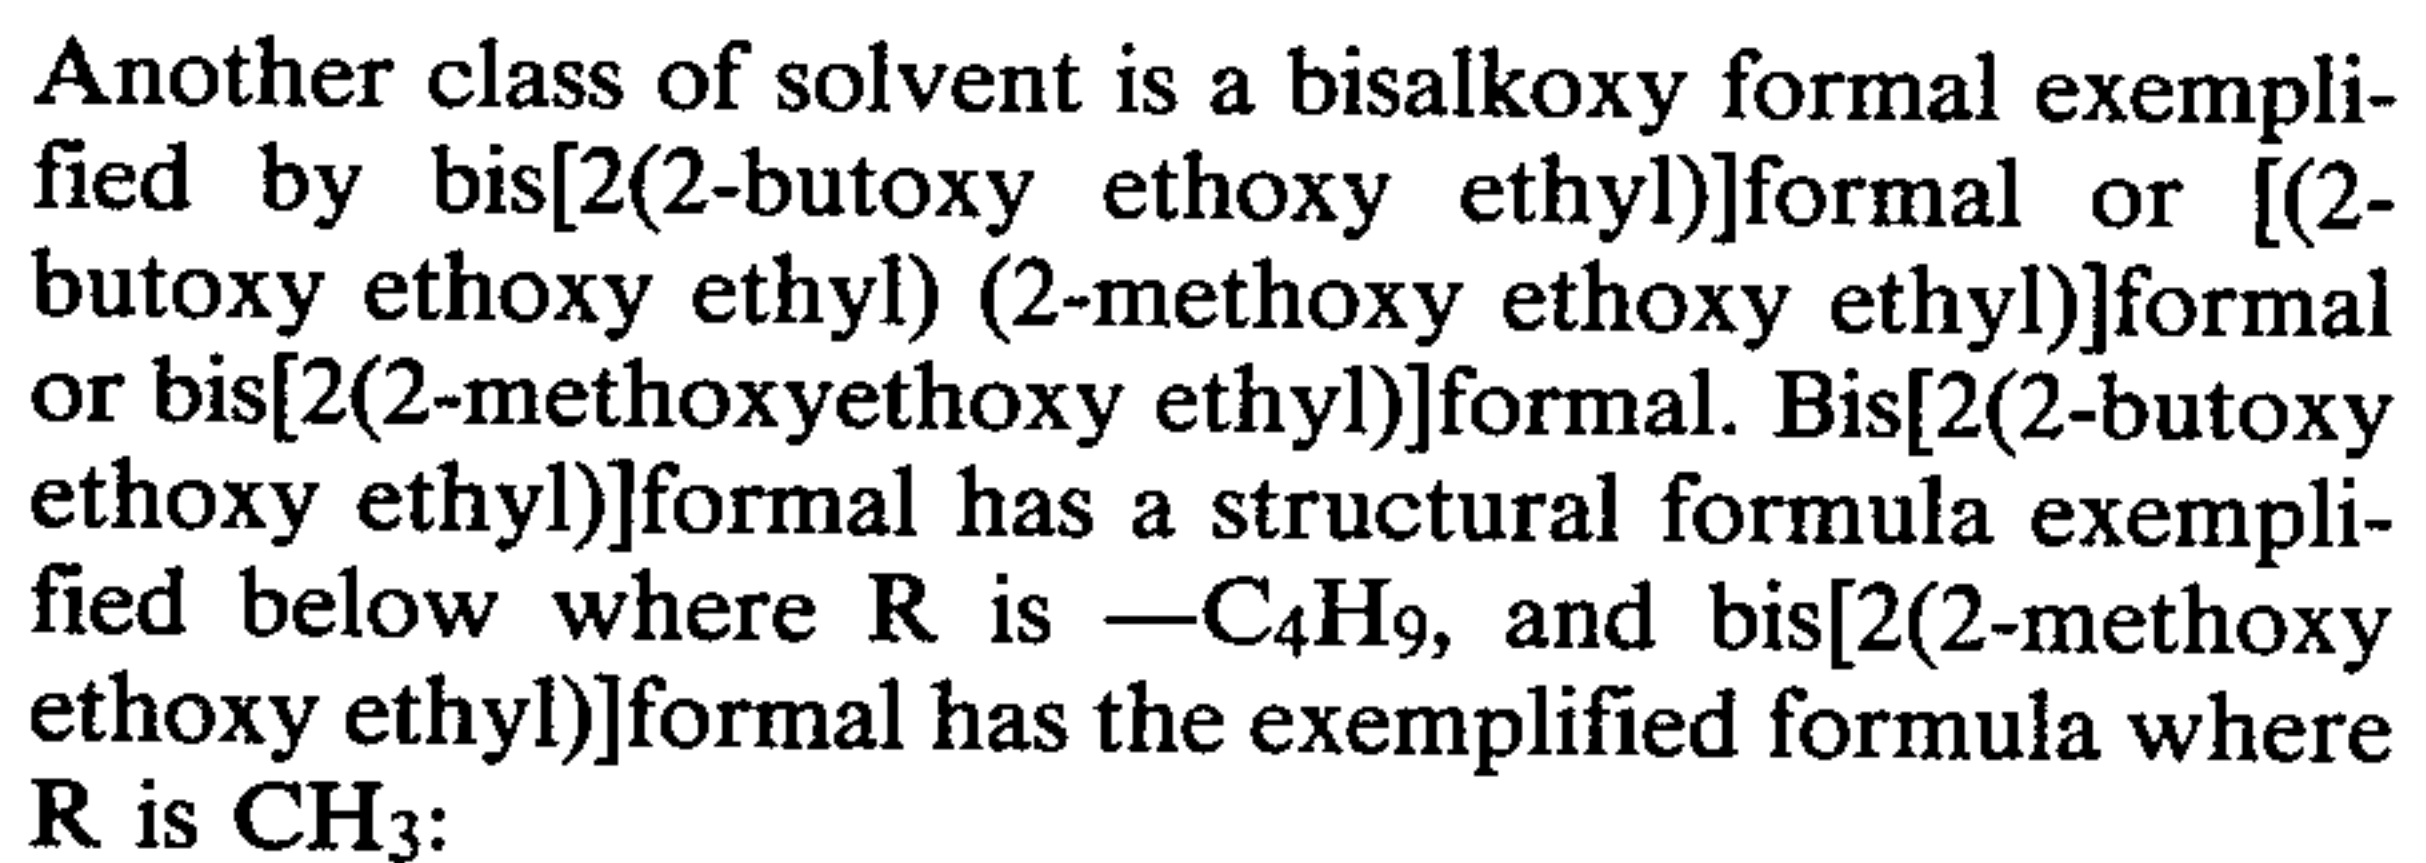 Another class of solvent is a bisalkoxy formal exempli-
fied by bis[2(2-butoxy ethoxy ethyl)]formal or [(2-
butoxy ethoxy ethyl) (2-methoxy ethoxy ethyl)]formal
or bis[2(2-methoxyethoxy ethyl)]formal. Bis[2(2-butoxy
ethoxy ethyl)]formal has a structural formula exempli-
fied below where R is —C₄H₉, and bis[2(2-methoxy
ethoxy ethyl)]formal has the exemplified formula where
R is CH₃: